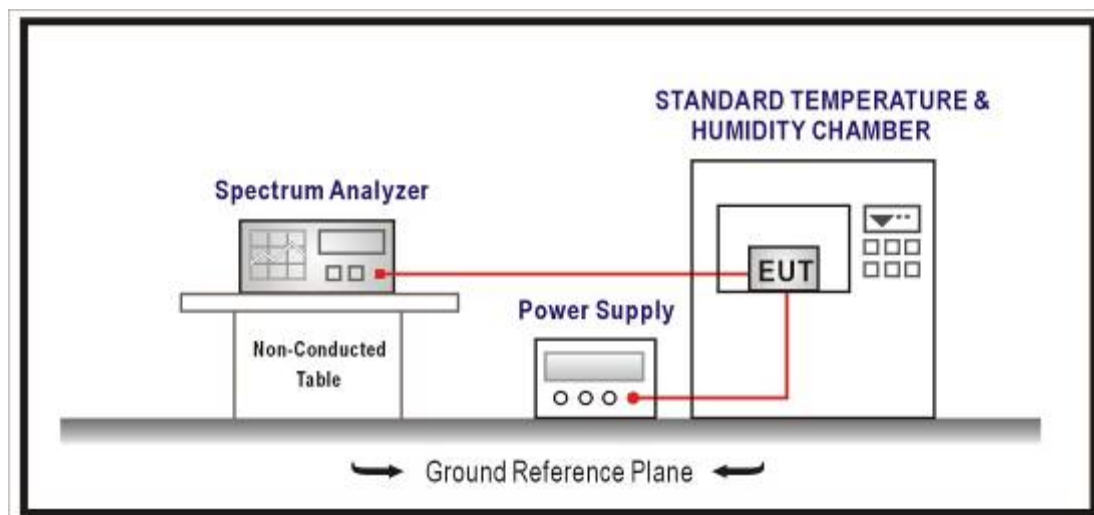 STANDARD TEMPERATURE &
HUMIDITY CHAMBER
Spectrum Analyzer
EUT
Power Supply
Non-Conducted
Table
Ground Reference Plane